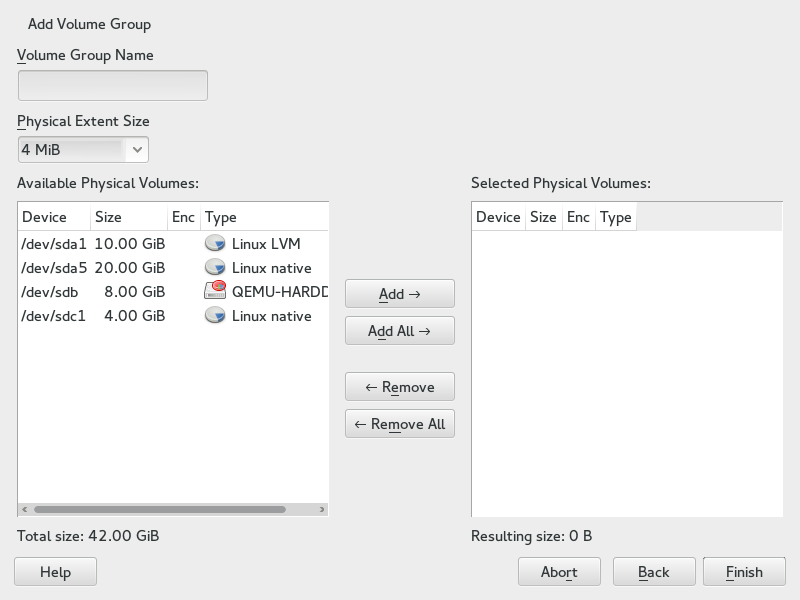 Add Volume Group
Volume Group Name
Physical Extent Size
4 MiB
Available Physical Volumes:
Device Size Enc Type
/dev/sda1 10.00 GiB Linux LVM
/dev/sda5 20.00 GiB Linux native
/dev/sdb 8.00 GiB QEMU-HARDD
/dev/sdc1 4.00 GiB Linux native
Total size: 42.00 GiB
Add →
Add All →
← Remove
← Remove All
Selected Physical Volumes:
Device Size Enc Type
Resulting size: 0 B
Help Abort Back Finish